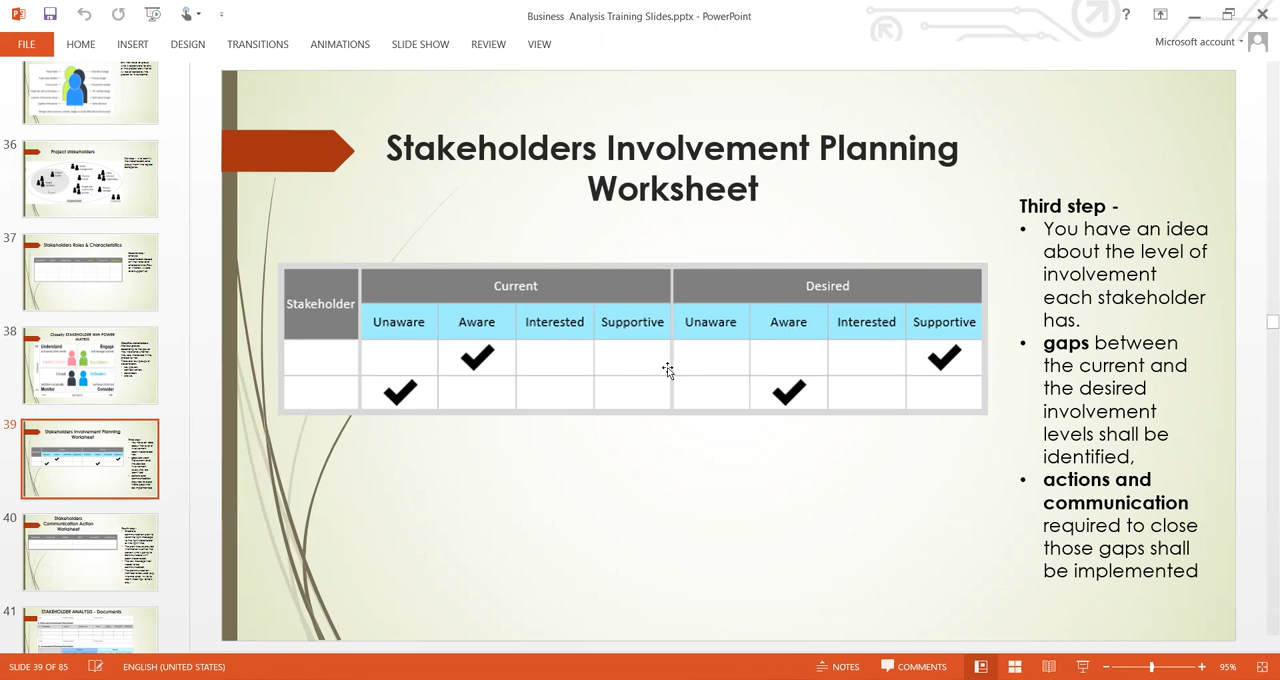 Business  Analysis Training Slides.pptx - PowerPoint
?
FILE HOME INSERT DESIGN TRANSITIONS ANIMATIONS SLIDE SHOW REVIEW VIEW
Microsoft account
36
Project stakeholders
37
Stakeholders Roles & Characteristics
38
Classify STAKEHOLDER With POWER
MATRIX
39
Stakeholders Involvement Planning
Worksheet
40
Stakeholders
Communication Action
Worksheet
41
STAKEHOLDER ANALYSIS - Documents
Stakeholders Involvement Planning
Worksheet
Stakeholder
Current Desired
Unaware Aware Interested Supportive Unaware Aware Interested Supportive
Third step -
• You have an idea
about the level of
involvement
each stakeholder
has.
• gaps between
the current and
the desired
involvement
levels shall be
identified,
• actions and
communication
required to close
those gaps shall
be implemented
SLIDE 39 OF 85 ENGLISH (UNITED STATES) NOTES COMMENTS 95%